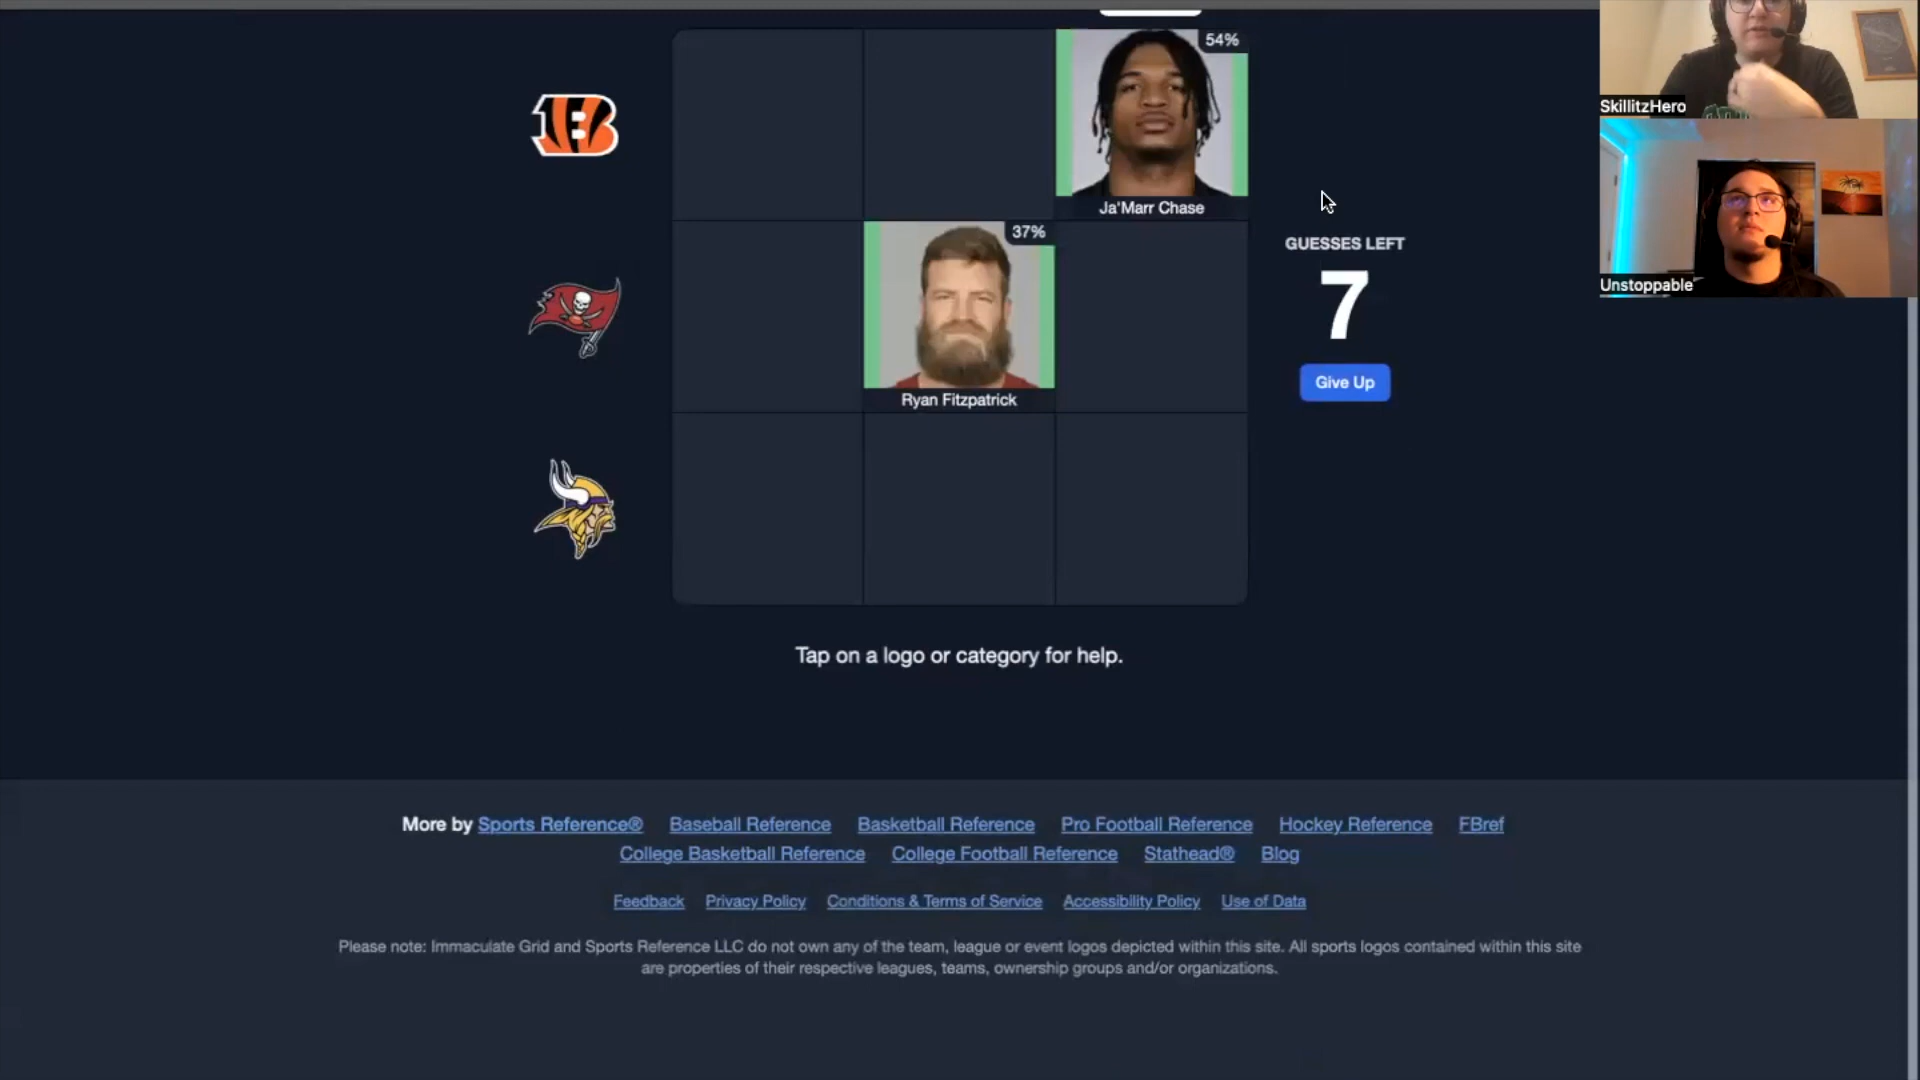 54%
SkillitzHero
Ja'Marr Chase
37%
GUESSES LEFT
7
Unstoppable
Give Up
Ryan Fitzpatrick
Tap on a logo or category for help.
More by Sports Reference® Baseball Reference Basketball Reference Pro Football Reference Hockey Reference FBref
College Basketball Reference College Football Reference Stathead® Blog
Feedback Privacy Policy Conditions & Terms of Service Accessibility Policy Use of Data
Please note: Immaculate Grid and Sports Reference LLC do not own any of the team, league or event logos depicted within this site. All sports logos contained within this site
are properties of their respective leagues, teams, ownership groups and/or organizations.